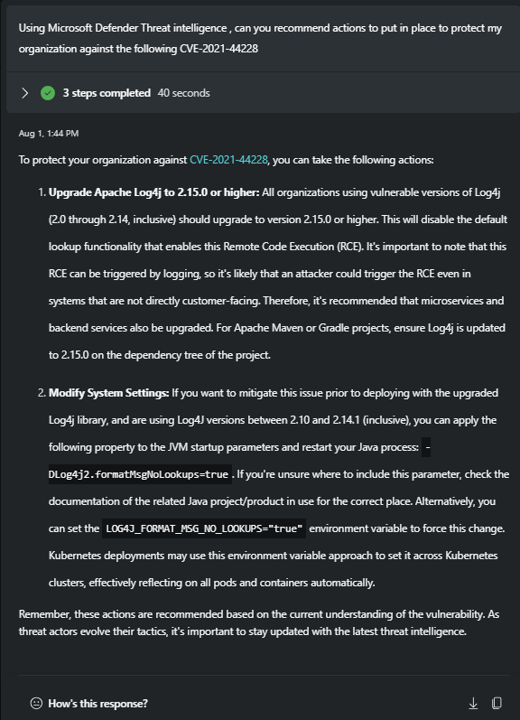 Using Microsoft Defender Threat intelligence , can you recommend actions to put in place to protect my
organization against the following CVE-2021-44228
3 steps completed 40 seconds
Aug 1, 1:44 PM
To protect your organization against CVE-2021-44228, you can take the following actions:
1. Upgrade Apache Log4j to 2.15.0 or higher: All organizations using vulnerable versions of Log4j
(2.0 through 2.14, inclusive) should upgrade to version 2.15.0 or higher. This will disable the default
lookup functionality that enables this Remote Code Execution (RCE). It's important to note that this
RCE can be triggered by logging, so it's likely that an attacker could trigger the RCE even in
systems that are not directly customer-facing. Therefore, it's recommended that microservices and
backend services also be upgraded. For Apache Maven or Gradle projects, ensure Log4j is updated
to 2.15.0 on the dependency tree of the project.
2. Modify System Settings: If you want to mitigate this issue prior to deploying with the upgraded
Log4j library, and are using Log4J versions between 2.10 and 2.14.1 (inclusive), you can apply the
following property to the JVM startup parameters and restart your Java process: -
DLog4j2.formatMsgNoLookups=true. If you're unsure where to include this parameter, check the
documentation of the related Java project/product in use for the correct place. Alternatively, you
can set the LOG4J_FORMAT_MSG_NO_LOOKUPS="true" environment variable to force this change.
Kubernetes deployments may use this environment variable approach to set it across Kubernetes
clusters, effectively reflecting on all pods and containers automatically.
Remember, these actions are recommended based on the current understanding of the vulnerability. As
threat actors evolve their tactics, it's important to stay updated with the latest threat intelligence.
How's this response?